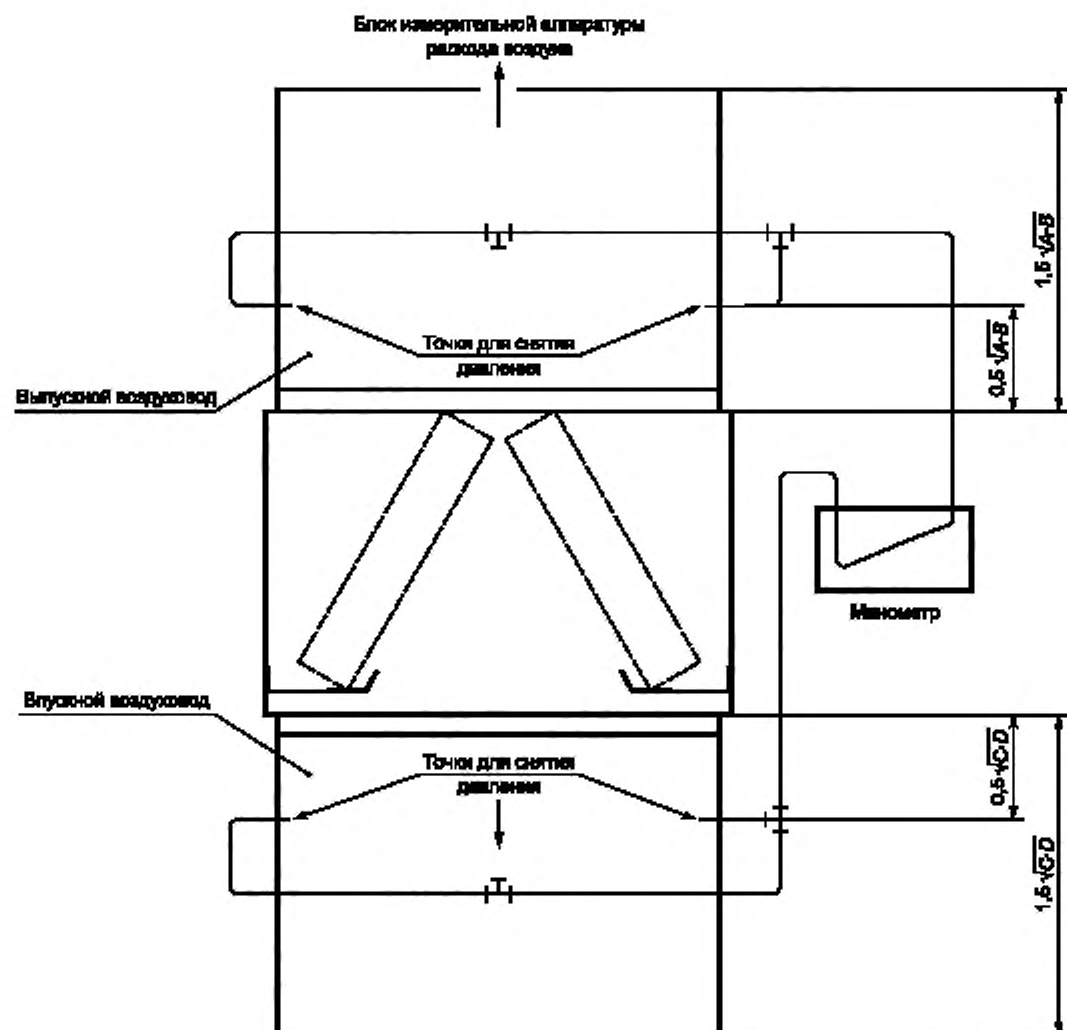 Блок измерительной аппаратуры
расхода воздуха
1,5·√A·B
Точки для снятия
давления
0,5·√A·B
Выпускной воздуховод
Манометр
Впускной воздуховод
0,5·√C·D
Точки для снятия
давления
1,5·√C·D